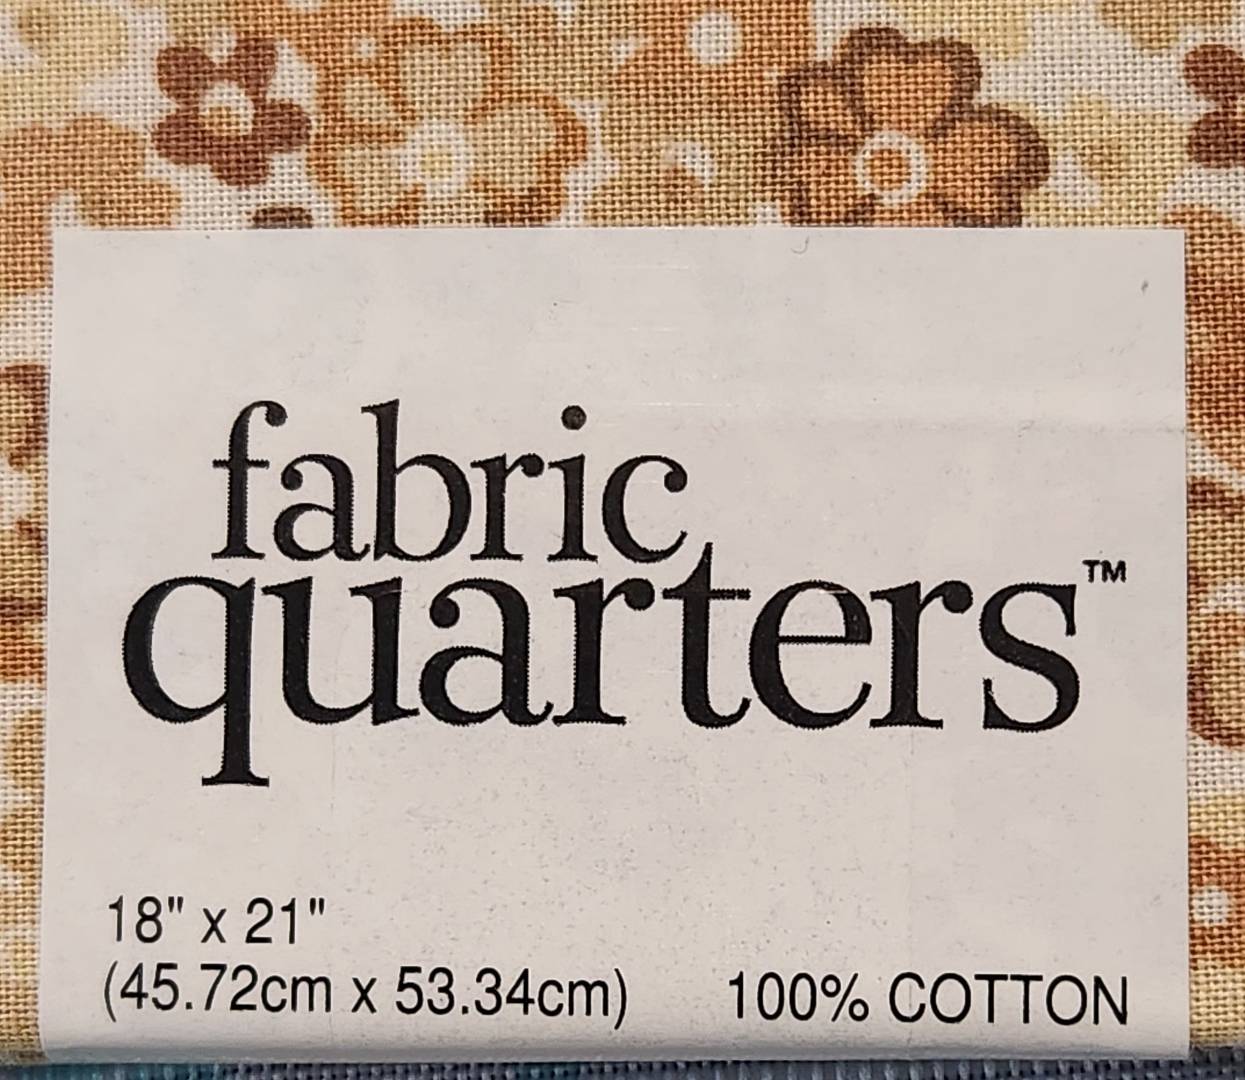 fabric
quarters™
18" x 21"
(45.72cm x 53.34cm) 100% COTTON